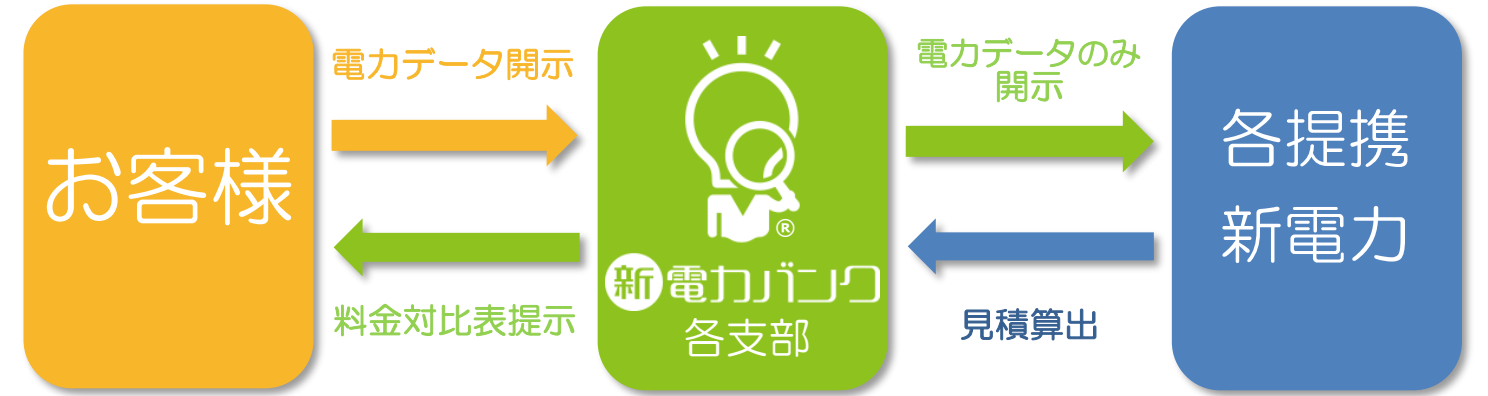 お客様
電力データ開示
料金対比表提示
®
新電力バンク
各支部
電力データのみ
開示
見積算出
各提携
新電力